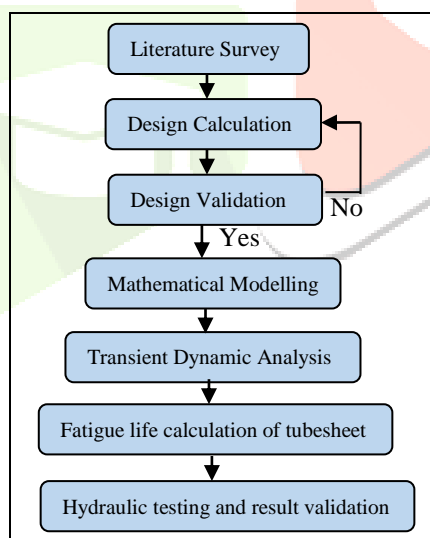 Literature Survey
Design Calculation
Design Validation
No
Yes
Mathematical Modelling
Transient Dynamic Analysis
Fatigue life calculation of tubesheet
Hydraulic testing and result validation